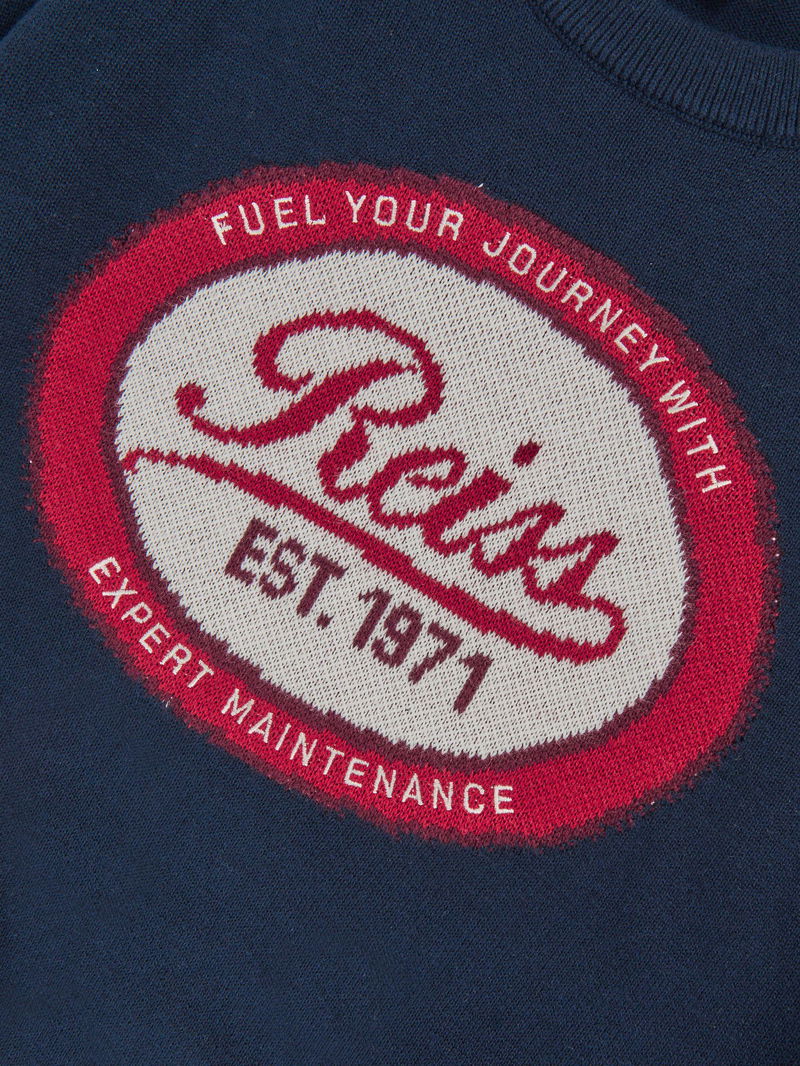 FUEL YOUR JOURNEY WITH
Reiss
EST. 1971
EXPERT MAINTENANCE